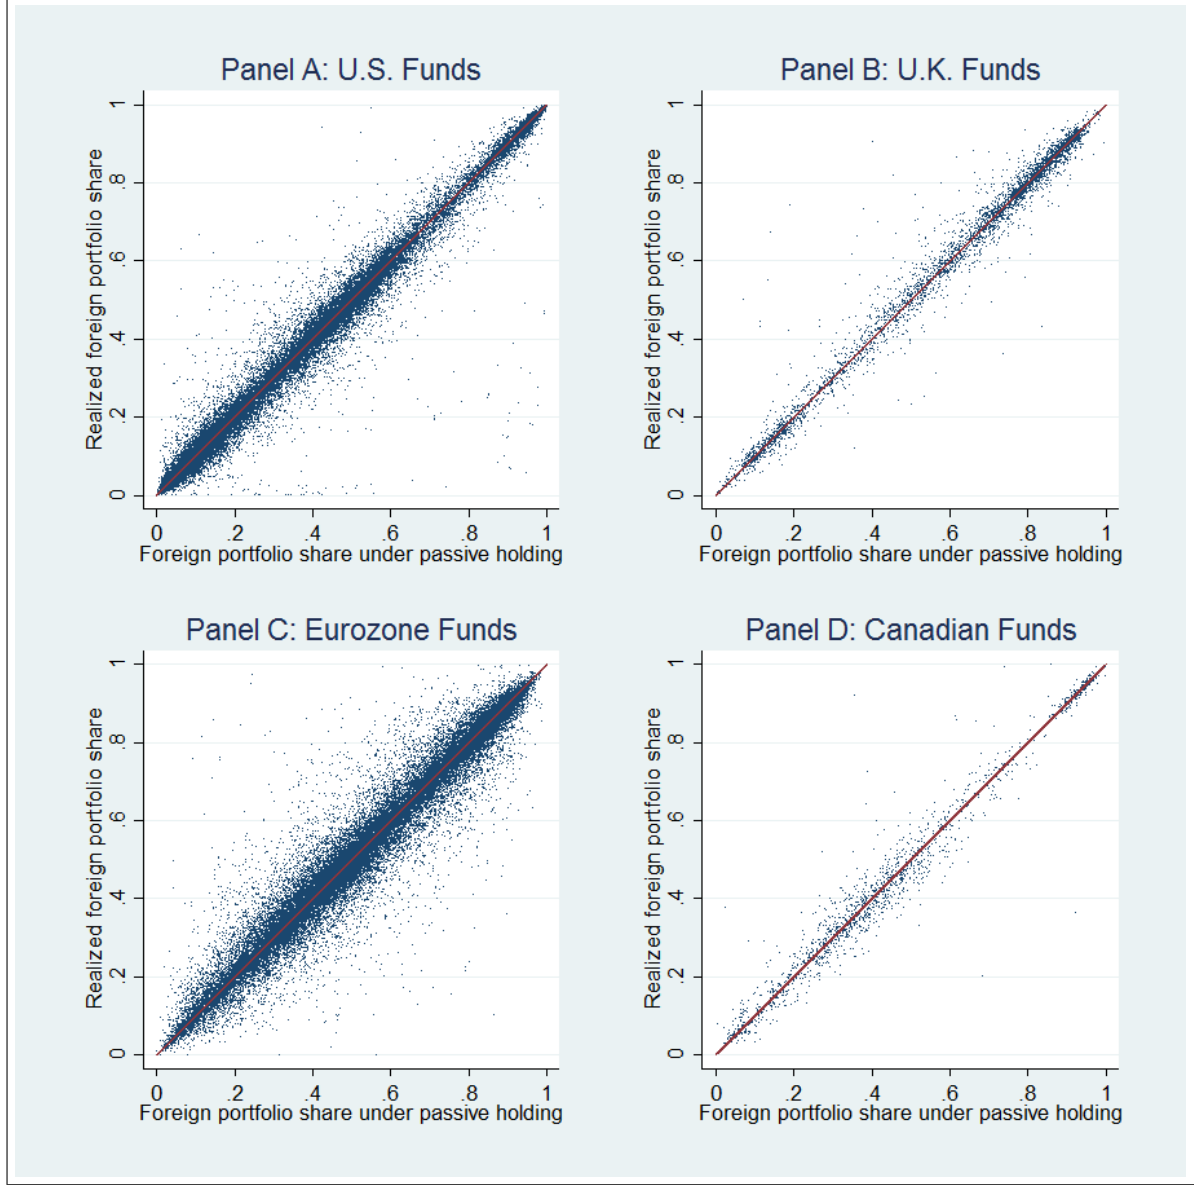 Panel A: U.S. Funds
Realized foreign portfolio share
1
.8
.6
.4
.2
0
0 .2 .4 .6 .8 1
Foreign portfolio share under passive holding
Panel B: U.K. Funds
Realized foreign portfolio share
1
.8
.6
.4
.2
0
0 .2 .4 .6 .8 1
Foreign portfolio share under passive holding
Panel C: Eurozone Funds
Realized foreign portfolio share
1
.8
.6
.4
.2
0
0 .2 .4 .6 .8 1
Foreign portfolio share under passive holding
Panel D: Canadian Funds
Realized foreign portfolio share
1
.8
.6
.4
.2
0
0 .2 .4 .6 .8 1
Foreign portfolio share under passive holding